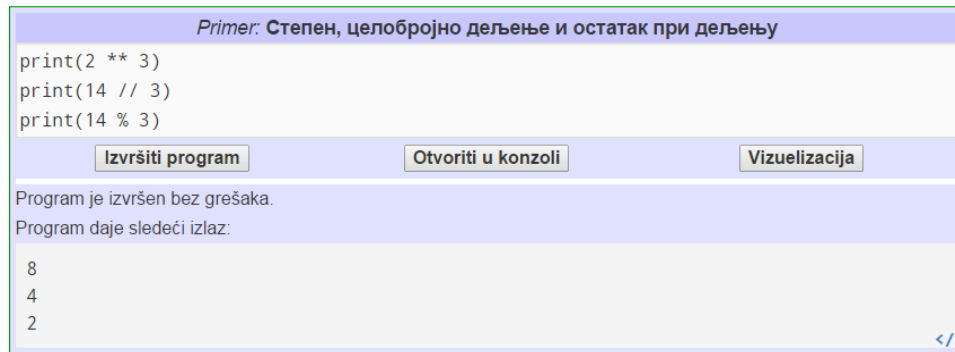 Primer: Степен, целобројно дељење и остатак при дељењу
print(2 ** 3)
print(14 // 3)
print(14 % 3)
Izvršiti program Otvoriti u konzoli Vizuelizacija
Program je izvršen bez grešaka.
Program daje sledeći izlaz:
8
4
2
</